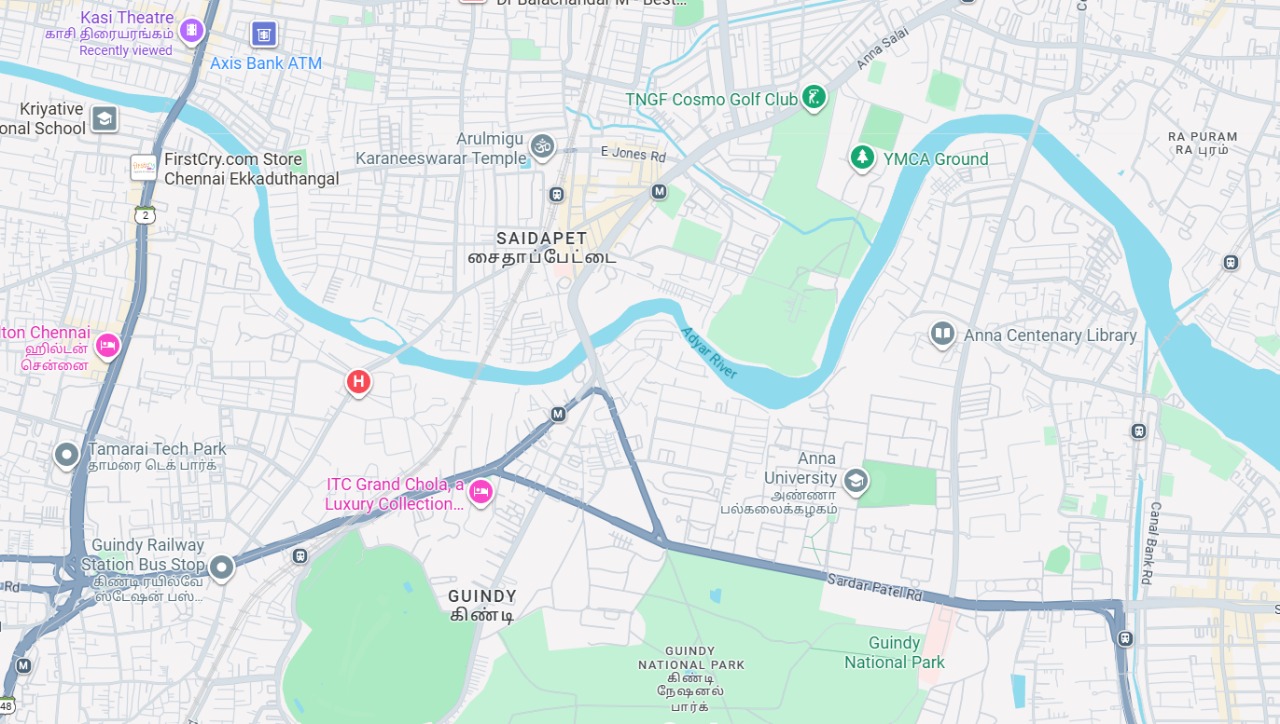 Dr Balachandar M - Best...
Kasi Theatre
காசி திரையரங்கம்
Recently viewed
Axis Bank ATM
Anna Salai
TNGF Cosmo Golf Club
Kriyative
onal School
Arulmigu
Karaneeswarar Temple
E Jones Rd
M
YMCA Ground
RA PURAM
RA புரம்
FirstCry.com Store
Chennai Ekkaduthangal
2
SAIDAPET
சைதாப்பேட்டை
lton Chennai
ஹில்டன்
சென்னை
Adyar River
Anna Centenary Library
H
M
Tamarai Tech Park
தாமரை டெக் பார்க்
Anna
University
அண்ணா
பல்கலைக்கழகம்
ITC Grand Chola, a
Luxury Collection...
Canal Bank Rd
Guindy Railway
Station Bus Stop
கிண்டி ரயில்வே
ஸ்டேஷன் பஸ்...
Rd
Sardar Patel Rd
S
GUINDY
கிண்டி
GUINDY
NATIONAL PARK
கிண்டி
நேஷனல்
பார்க்
Guindy
National Park
M
48